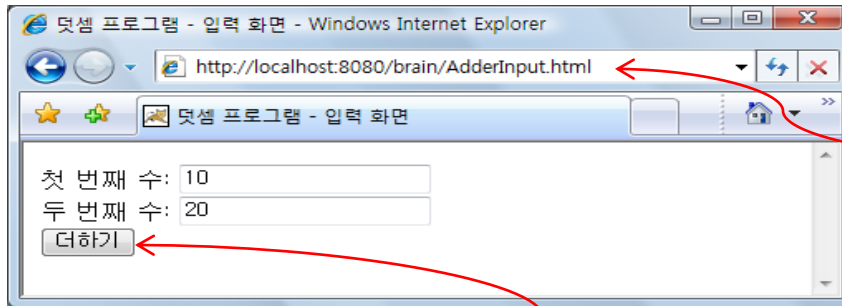 덧셈 프로그램 - 입력 화면 - Windows Internet Explorer
http://localhost:8080/brain/AdderInput.html
덧셈 프로그램 - 입력 화면
첫 번째 수: 10
두 번째 수: 20
더하기